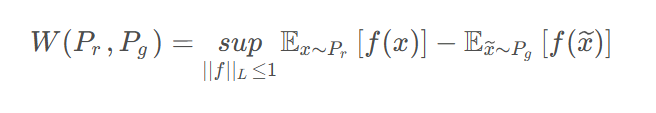 W(P_r, P_g) = sup_{||f||_L ≤1} 𝔼_{x∼P_r} [f(x)] − 𝔼_{x̃∼P_g} [f(x̃)]